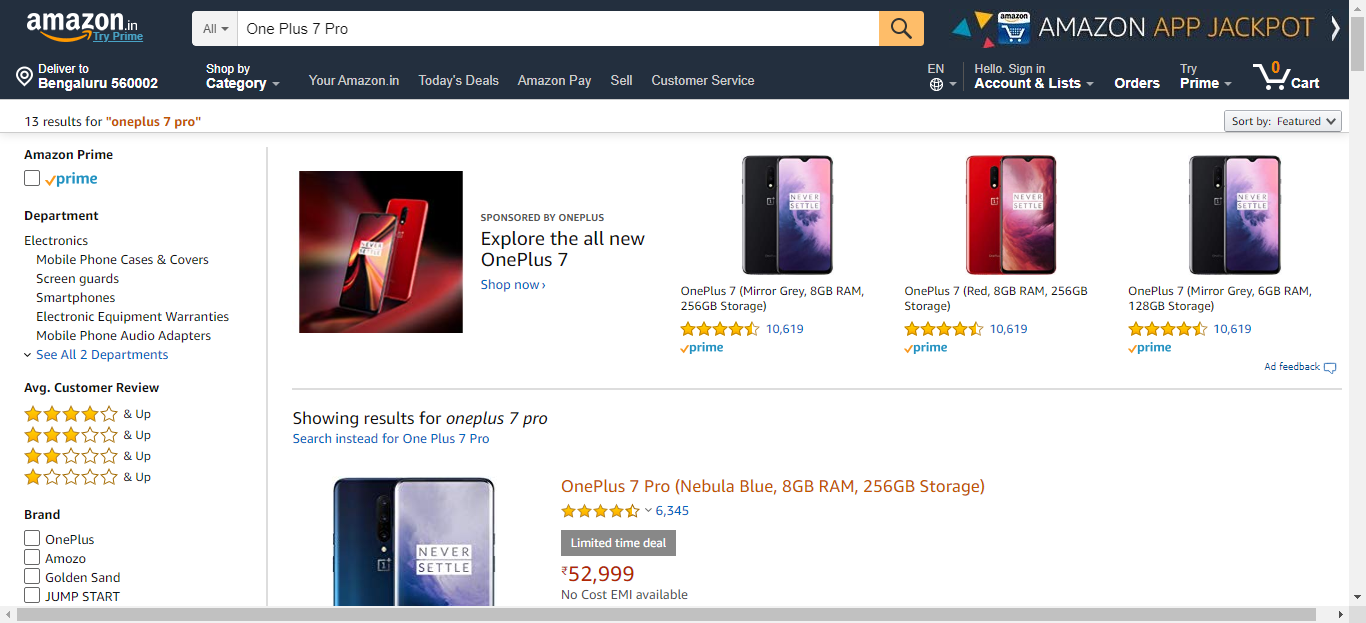 amazon.in
Try Prime
All
One Plus 7 Pro
amazon
AMAZON APP JACKPOT
Deliver to
Bengaluru 560002
Shop by
Category
Your Amazon.in
Today's Deals
Amazon Pay
Sell
Customer Service
EN
Hello. Sign in
Account & Lists
Orders
Try
Prime
0
Cart
13 results for "oneplus 7 pro"
Sort by: Featured
Amazon Prime
prime
Department
Electronics
Mobile Phone Cases & Covers
Screen guards
Smartphones
Electronic Equipment Warranties
Mobile Phone Audio Adapters
See All 2 Departments
Avg. Customer Review
& Up
& Up
& Up
& Up
Brand
OnePlus
Amozo
Golden Sand
JUMP START
NEVER
SETTLE
SPONSORED BY ONEPLUS
Explore the all new
OnePlus 7
Shop now ›
NEVER
SETTLE
OnePlus 7 (Mirror Grey, 8GB RAM,
256GB Storage)
10,619
prime
NEVER
SETTLE
OnePlus 7 (Red, 8GB RAM, 256GB
Storage)
10,619
prime
NEVER
SETTLE
OnePlus 7 (Mirror Grey, 6GB RAM,
128GB Storage)
10,619
prime
Ad feedback
Showing results for oneplus 7 pro
Search instead for One Plus 7 Pro
NEVER
SETTLE
OnePlus 7 Pro (Nebula Blue, 8GB RAM, 256GB Storage)
6,345
Limited time deal
₹52,999
No Cost EMI available